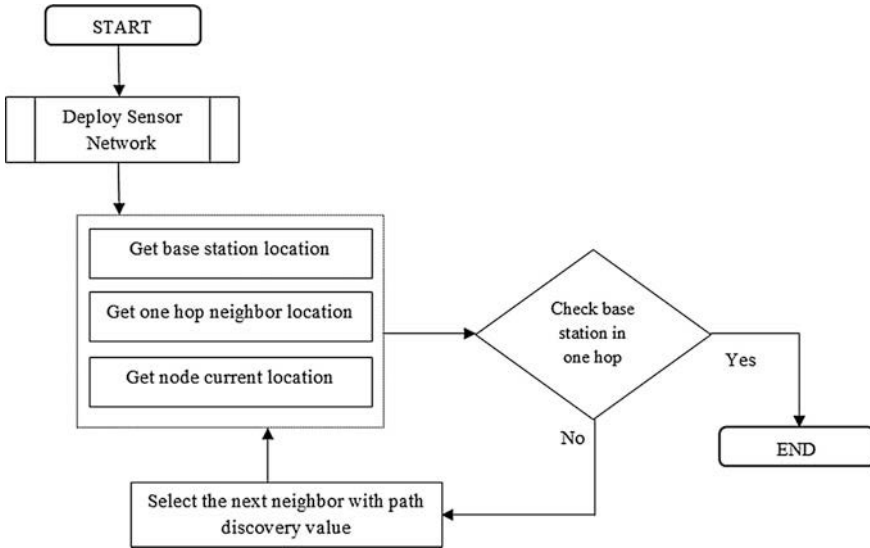 START
Deploy Sensor
Network
Get base station location
Get one hop neighbor location
Get node current location
Check base
station in
one hop
Yes
No
END
Select the next neighbor with path
discovery value